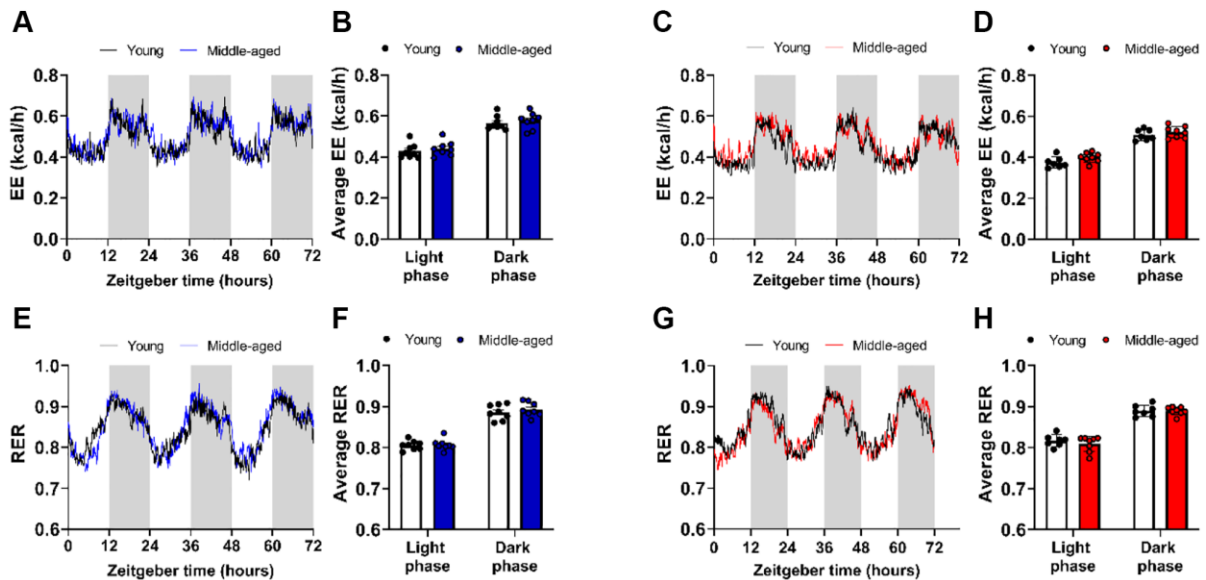 A
Young Middle-aged
EE (kcal/h)
0.8
0.6
0.4
0.2
0.0
0 12 24 36 48 60 72
Zeitgeber time (hours)
B
Young Middle-aged
Average EE (kcal/h)
0.8
0.6
0.4
0.2
0.0
Light Dark
phase phase
C
Young Middle-aged
EE (kcal/h)
0.8
0.6
0.4
0.2
0.0
0 12 24 36 48 60 72
Zeitgeber time (hours)
D
Young Middle-aged
Average EE (kcal/h)
0.8
0.6
0.4
0.2
0.0
Light Dark
phase phase
E
Young Middle-aged
RER
1.0
0.9
0.8
0.7
0.6
0 12 24 36 48 60 72
Zeitgeber time (hours)
F
Young Middle-aged
Average RER
1.0
0.9
0.8
0.7
0.6
Light Dark
phase phase
G
Young Middle-aged
RER
1.0
0.9
0.8
0.7
0.6
0 12 24 36 48 60 72
Zeitgeber time (hours)
H
Young Middle-aged
Average RER
1.0
0.9
0.8
0.7
0.6
Light Dark
phase phase